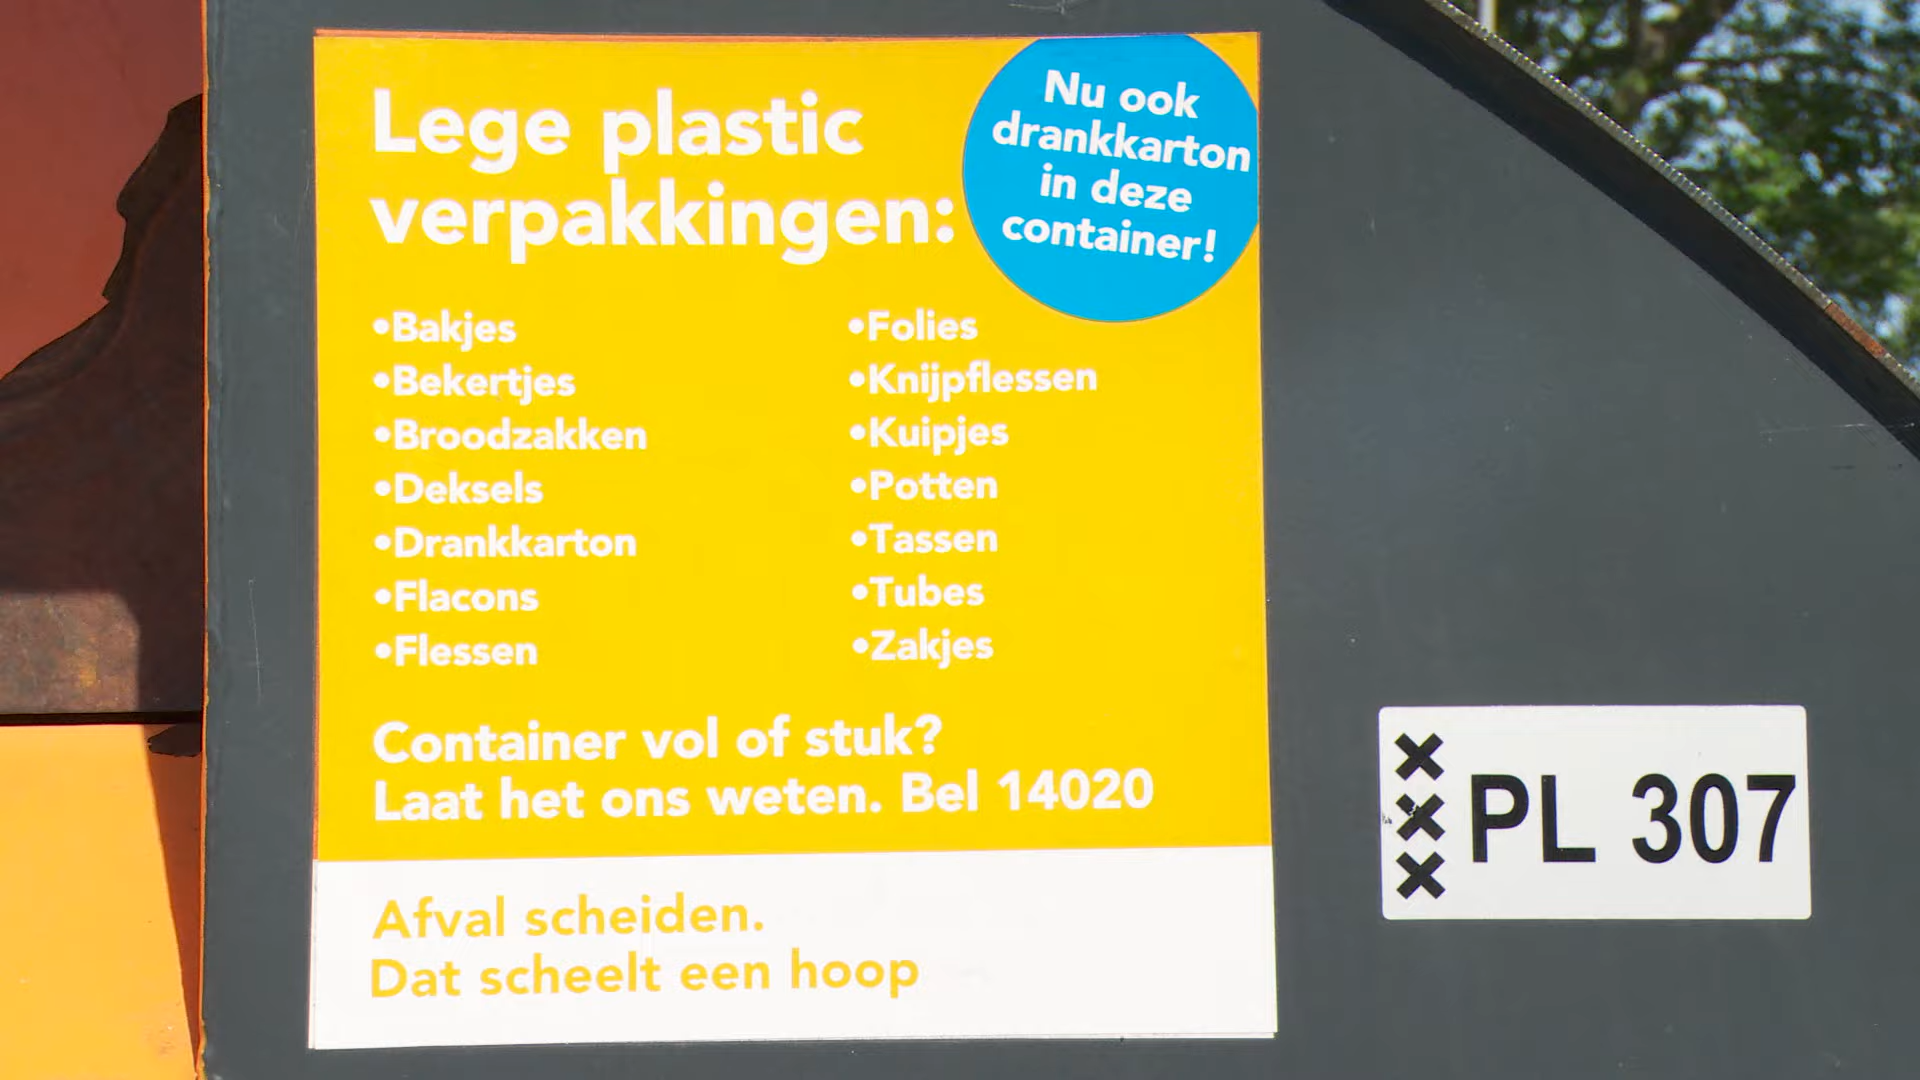 Lege plastic
verpakkingen:
Nu ook
drankkarton
in deze
container!
•Bakjes
•Bekertjes
•Broodzakken
•Deksels
•Drankkarton
•Flacons
•Flessen
•Folies
•Knijpflessen
•Kuipjes
•Potten
•Tassen
•Tubes
•Zakjes
Container vol of stuk?
Laat het ons weten. Bel 14020
Afval scheiden.
Dat scheelt een hoop
PL 307